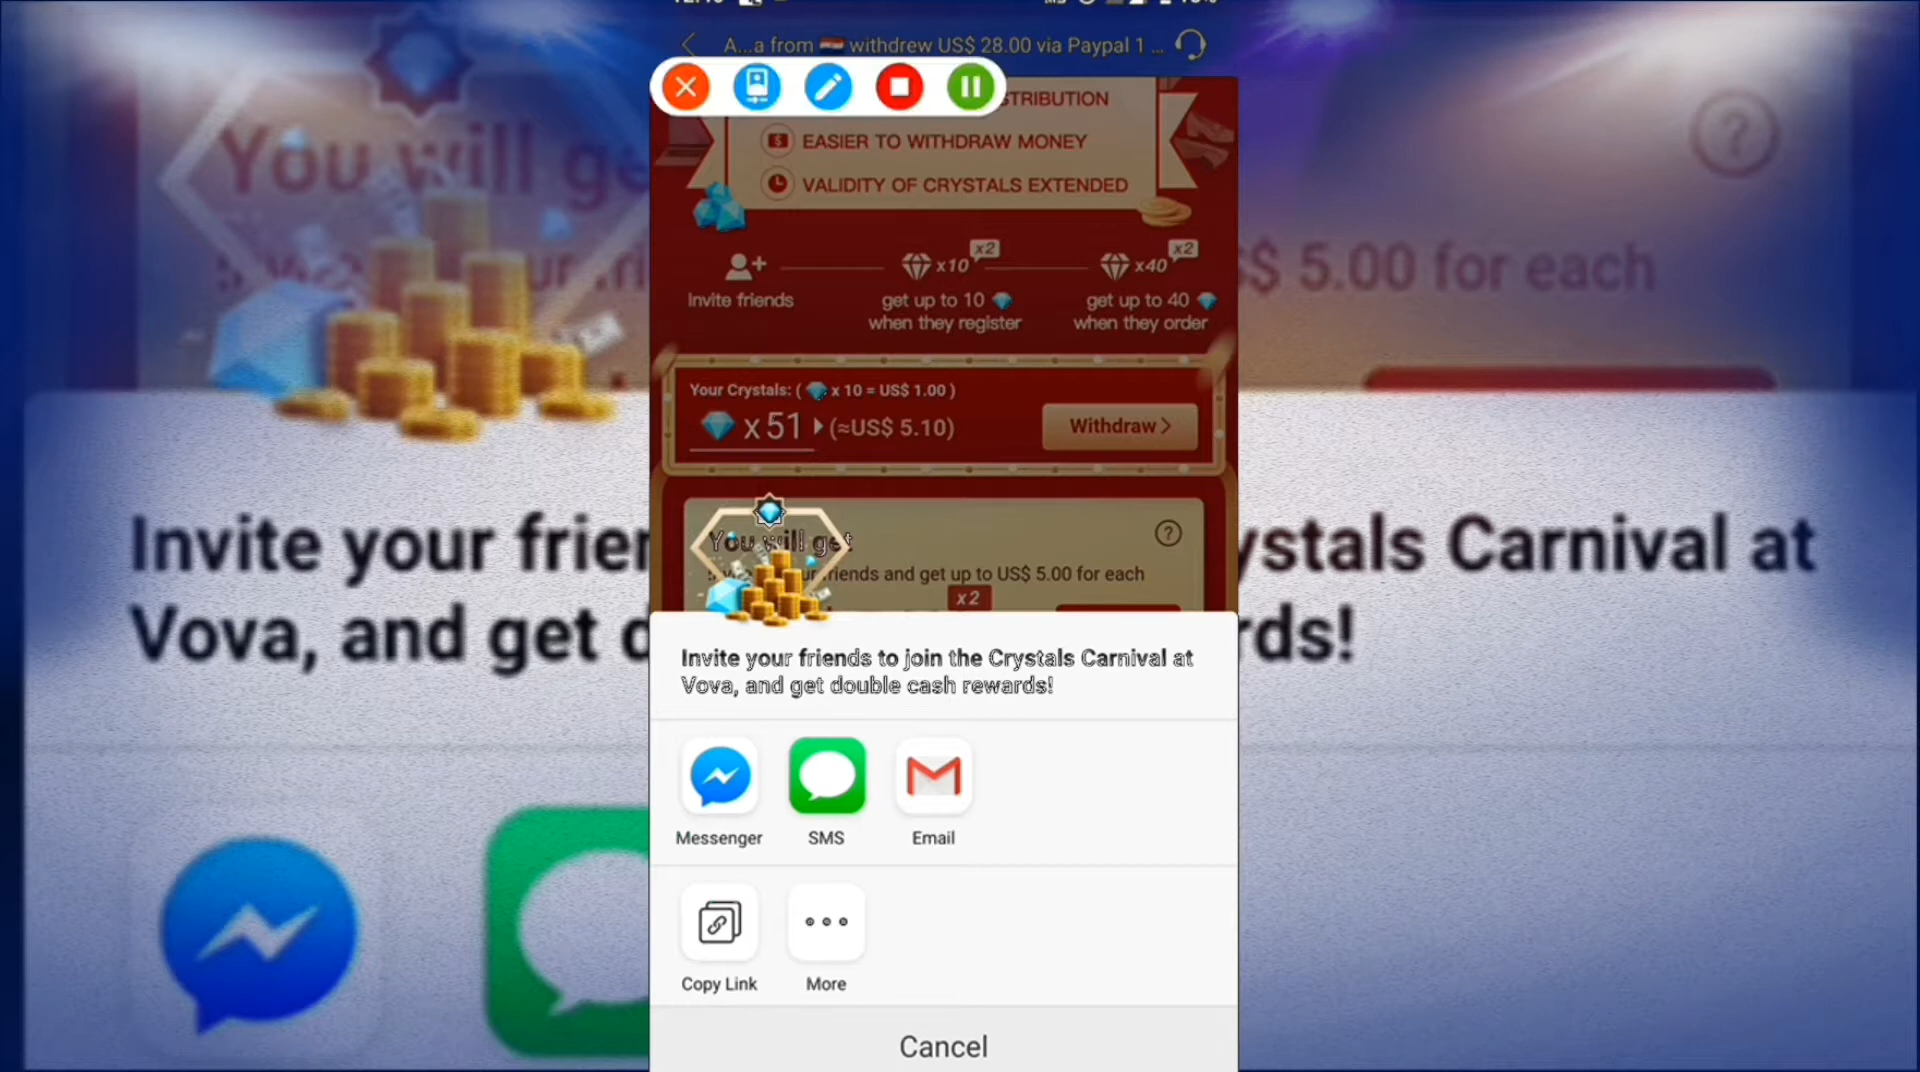 A...a from withdrew US$ 28.00 via Paypal 1 ...
STRIBUTION
EASIER TO WITHDRAW MONEY
VALIDITY OF CRYSTALS EXTENDED
x2
x2
x10
x40
Invite friends
get up to 10
when they register
get up to 40
when they order
Your Crystals: ( x 10 = US$ 1.00 )
x 51 (≈US$ 5.10)
Withdraw >
You will get
?
friends and get up to US$ 5.00 for each
x2
Invite your friends to join the Crystals Carnival at
Vova, and get double cash rewards!
Messenger
SMS
Email
Copy Link
More
Cancel
You will ge
?
$ 5.00 for each
Invite your frien
ystals Carnival at
Vova, and get d
rds!